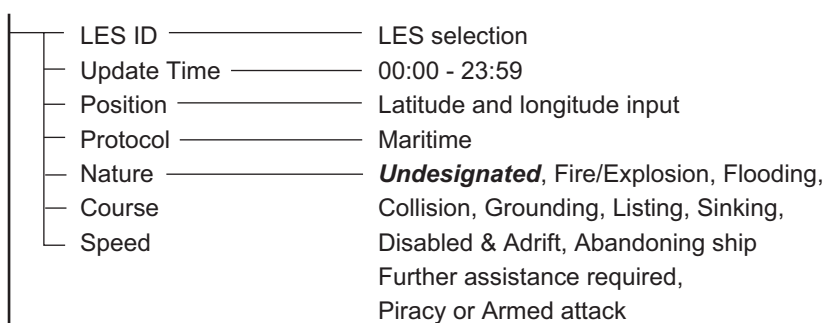 LES ID LES selection
Update Time 00:00 - 23:59
Position Latitude and longitude input
Protocol Maritime
Nature Undesignated, Fire/Explosion, Flooding,
Course Collision, Grounding, Listing, Sinking,
Speed Disabled & Adrift, Abandoning ship
Further assistance required,
Piracy or Armed attack